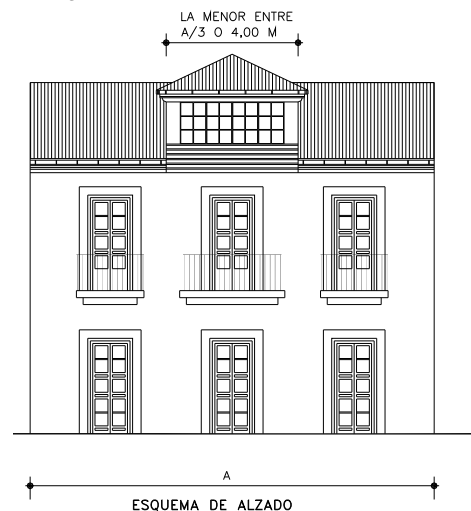 LA MENOR ENTRE
A/3 O 4,00 M
A
ESQUEMA DE ALZADO